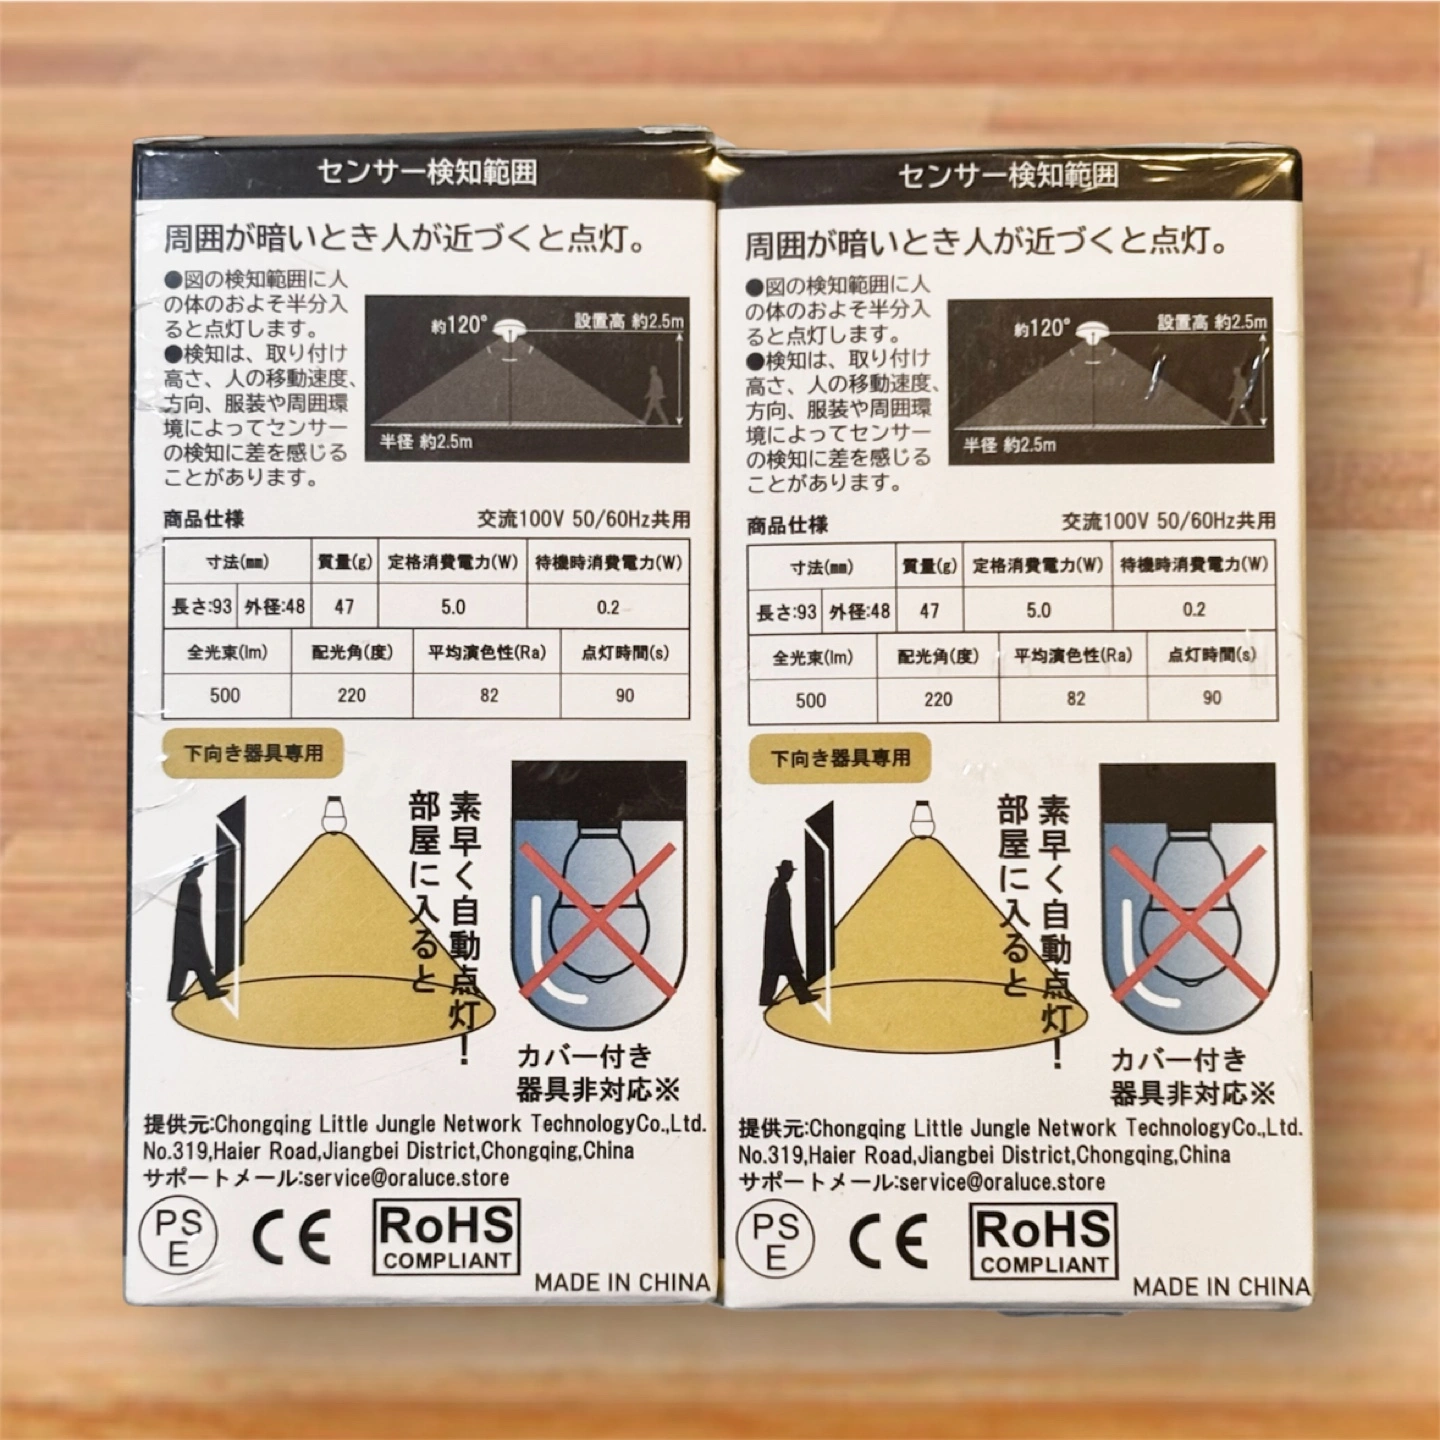 センサー検知範囲
周囲が暗いとき人が近づくと点灯。
●図の検知範囲に人
の体のおよそ半分入
ると点灯します。
●検知は、取り付け
高さ、人の移動速度、
方向、服装や周囲環
境によってセンサー
の検知に差を感じる
ことがあります。
約120°
設置高 約2.5m
半径 約2.5m
商品仕様 交流100V 50/60Hz共用
寸法(mm) 質量(g) 定格消費電力(W) 待機時消費電力(W)
長さ:93 外径:48 47 5.0 0.2
全光束(lm) 配光角(度) 平均演色性(Ra) 点灯時間(s)
500 220 82 90
下向き器具専用
部屋に入ると
素早く自動点灯!
カバー付き
器具非対応※
提供元:Chongqing Little Jungle Network TechnologyCo.,Ltd.
No.319,Haier Road,Jiangbei District,Chongqing,China
サポートメール:service@oraluce.store
PS
E
CE
RoHS
COMPLIANT
MADE IN CHINA
センサー検知範囲
周囲が暗いとき人が近づくと点灯。
●図の検知範囲に人
の体のおよそ半分入
ると点灯します。
●検知は、取り付け
高さ、人の移動速度、
方向、服装や周囲環
境によってセンサー
の検知に差を感じる
ことがあります。
約120°
設置高 約2.5m
半径 約2.5m
商品仕様 交流100V 50/60Hz共用
寸法(mm) 質量(g) 定格消費電力(W) 待機時消費電力(W)
長さ:93 外径:48 47 5.0 0.2
全光束(lm) 配光角(度) 平均演色性(Ra) 点灯時間(s)
500 220 82 90
下向き器具専用
部屋に入ると
素早く自動点灯!
カバー付き
器具非対応※
提供元:Chongqing Little Jungle Network TechnologyCo.,Ltd.
No.319,Haier Road,Jiangbei District,Chongqing,China
サポートメール:service@oraluce.store
PS
E
CE
RoHS
COMPLIANT
MADE IN CHINA